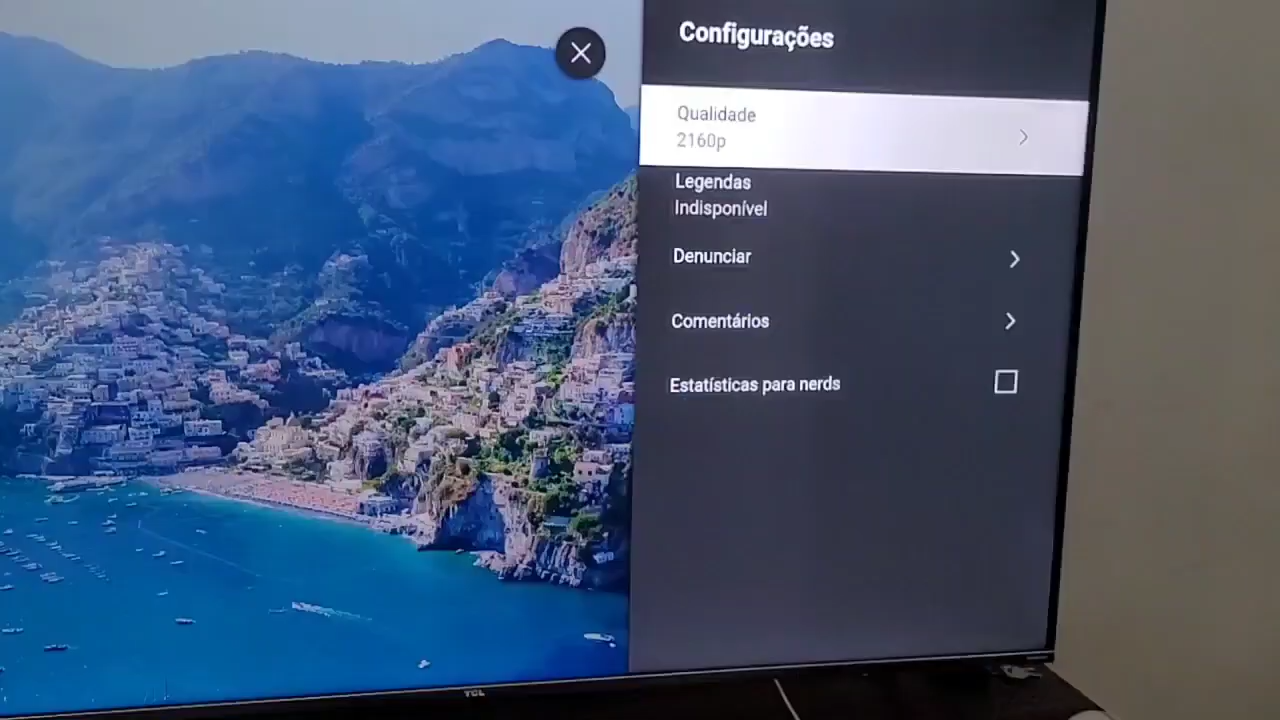 Configurações
Qualidade
2160p
Legendas
Indisponível
Denunciar
Comentários
Estatísticas para nerds
TCL